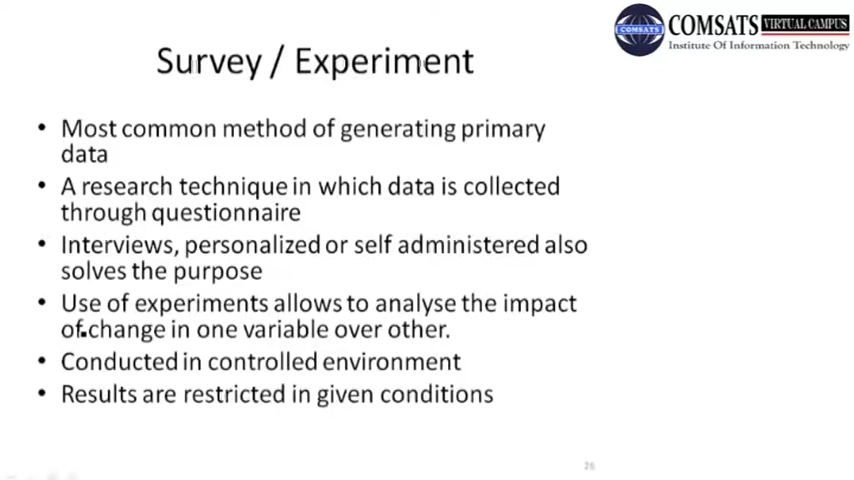 COMSATS
COMSATS VIRTUAL CAMPUS
Institute Of Information Technology
Survey / Experiment
• Most common method of generating primary
data
• A research technique in which data is collected
through questionnaire
• Interviews, personalized or self administered also
solves the purpose
• Use of experiments allows to analyse the impact
of change in one variable over other.
• Conducted in controlled environment
• Results are restricted in given conditions
26